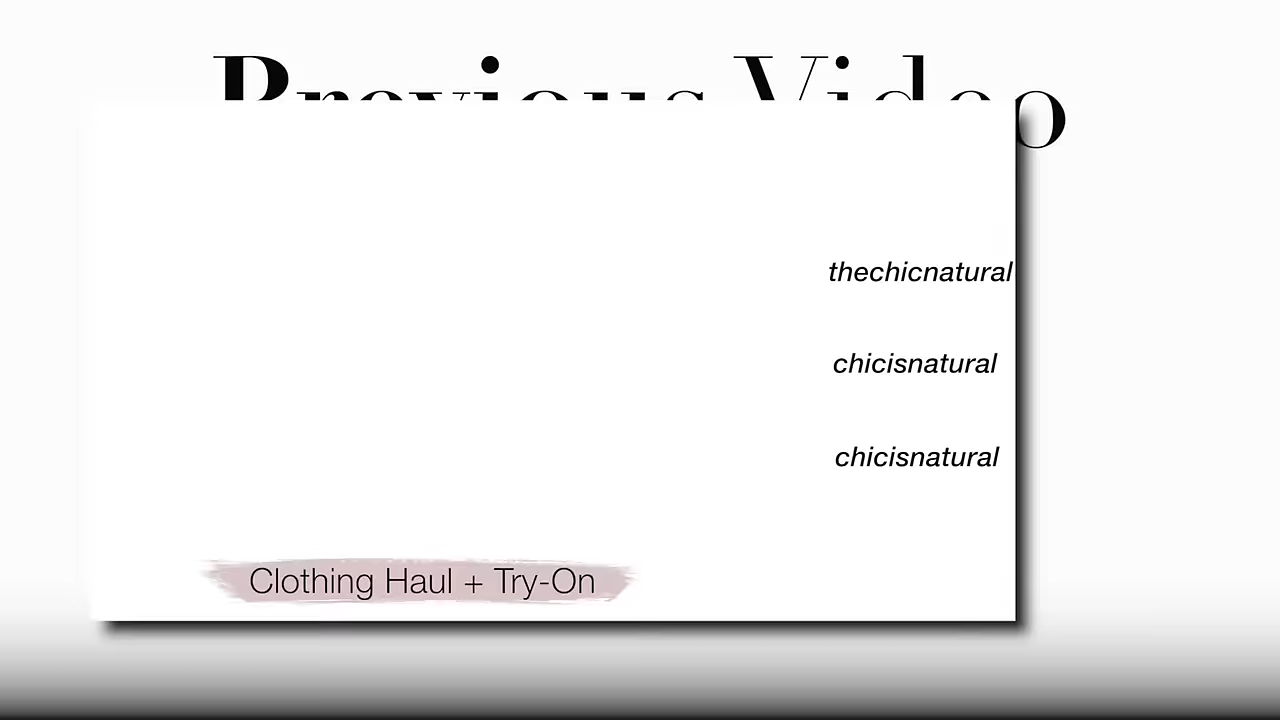 Previous Video
thechicnatural
chicisnatural
chicisnatural
Clothing Haul + Try-On